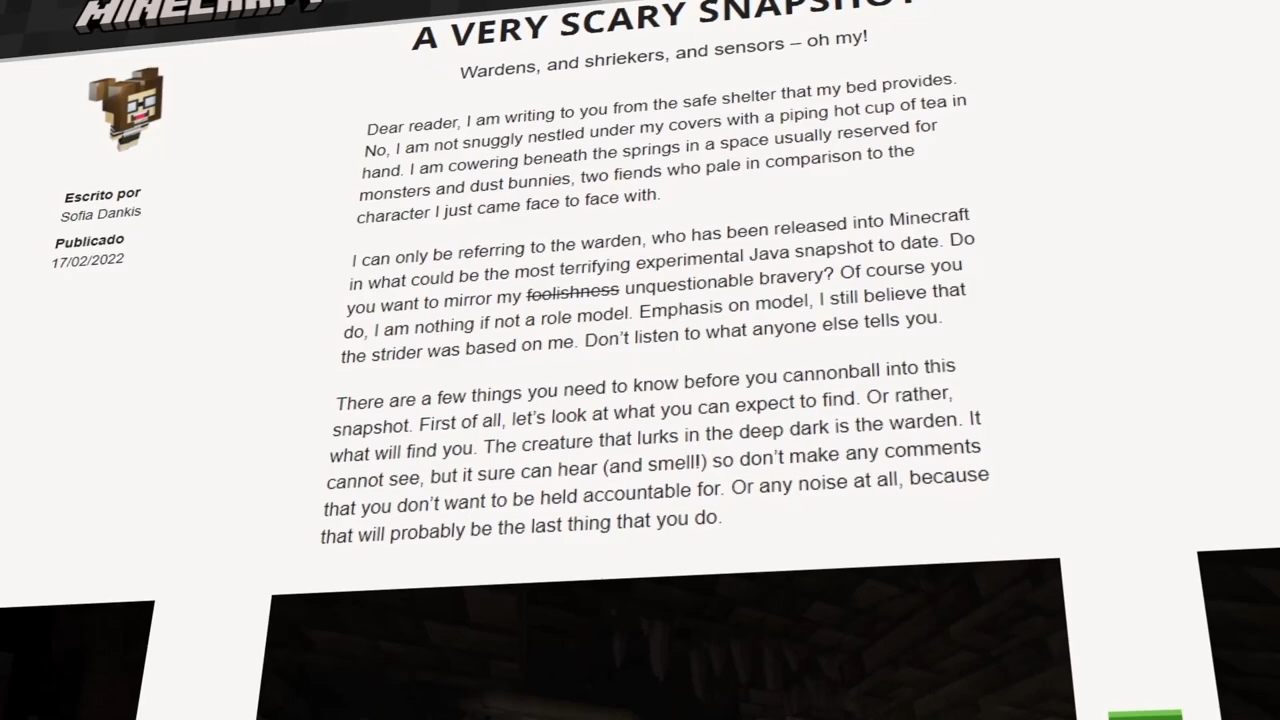 MINECRAFT
A VERY SCARY SNAPSHOT
Wardens, and shriekers, and sensors – oh my!
Escrito por
Sofia Dankis
Publicado
17/02/2022
Dear reader, I am writing to you from the safe shelter that my bed provides.
No, I am not snuggly nestled under my covers with a piping hot cup of tea in
hand. I am cowering beneath the springs in a space usually reserved for
monsters and dust bunnies, two fiends who pale in comparison to the
character I just came face to face with.
I can only be referring to the warden, who has been released into Minecraft
in what could be the most terrifying experimental Java snapshot to date. Do
you want to mirror my foolishness unquestionable bravery? Of course you
do, I am nothing if not a role model. Emphasis on model, I still believe that
the strider was based on me. Don’t listen to what anyone else tells you.
There are a few things you need to know before you cannonball into this
snapshot. First of all, let’s look at what you can expect to find. Or rather,
what will find you. The creature that lurks in the deep dark is the warden. It
cannot see, but it sure can hear (and smell!) so don’t make any comments
that you don’t want to be held accountable for. Or any noise at all, because
that will probably be the last thing that you do.